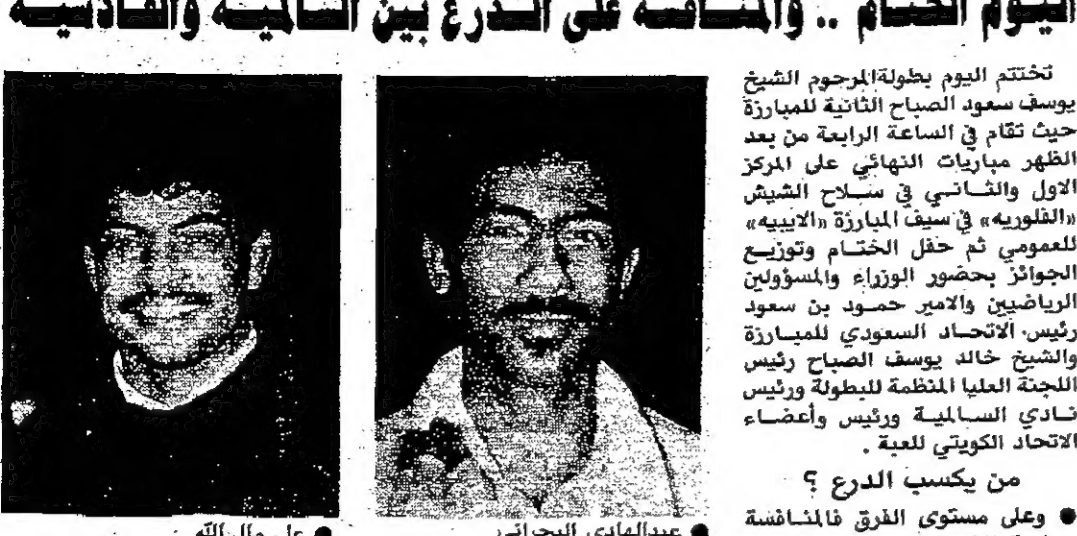 اليوم الختام .. والمنافسة على الدرع بين السالمية والقادسية
تختتم اليوم بطولة المرحوم الشيخ
يوسف سعود الصباح الثانية للمبارزة
حيث تقام في الساعة الرابعة من بعد
الظهر مباريات النهائي على المركز
الاول والثاني في سلاح الشيش
«الفلوريه» في سيف المبارزة «الايبيه»
للعمومي ثم حفل الختام وتوزيع
الجوائز بحضور الوزراء والمسؤولين
الرياضيين والامير حمود بن سعود
رئيس الاتحاد السعودي للمبارزة
والشيخ خالد يوسف الصباح رئيس
اللجنة العليا المنظمة للبطولة ورئيس
نادي السالمية ورئيس وأعضاء
الاتحاد الكويتي للعبة .
من يكسب الدرع ؟
● وعلى مستوى الفرق فالمنافسة
● عبدالهادي البحراني
● علي مال الله